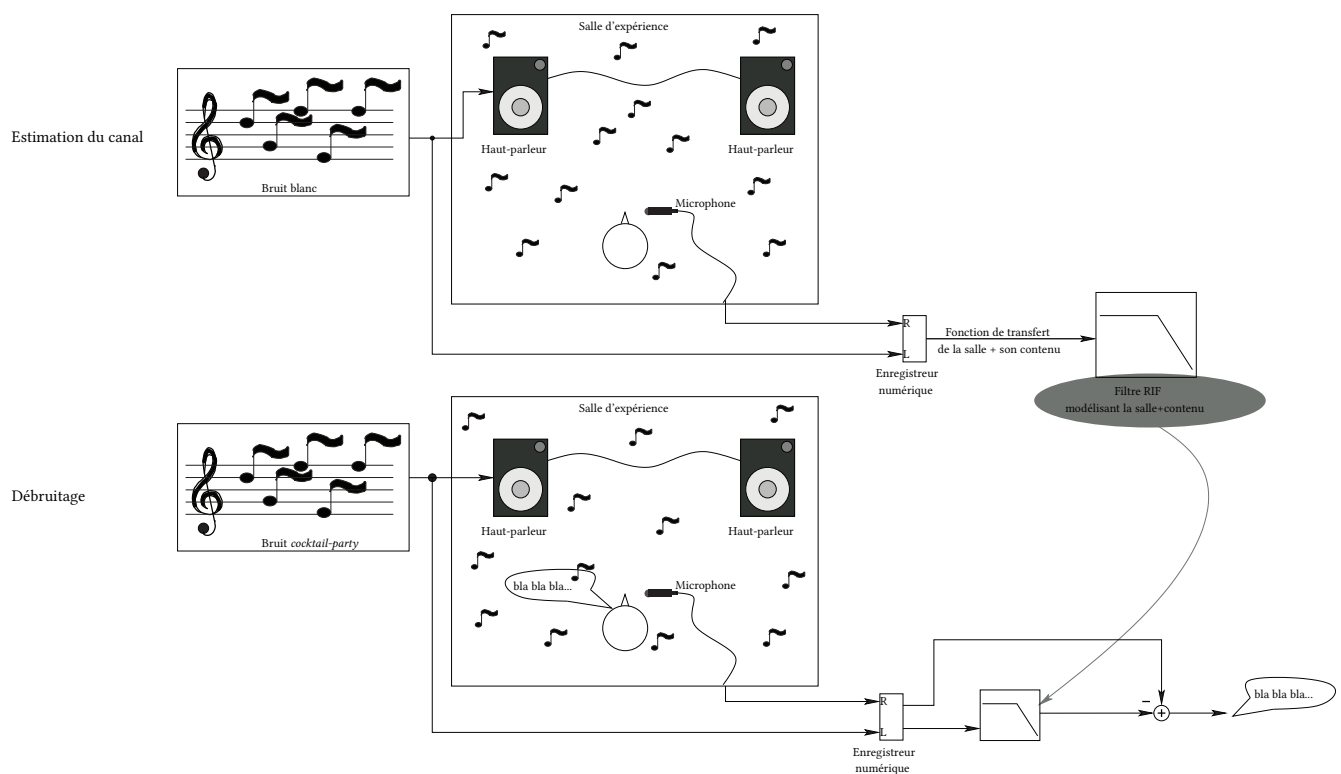 Salle d'expérience
Estimation du canal
Bruit blanc
Haut-parleur
Haut-parleur
Microphone
R
L
Enregistreur
numérique
Fonction de transfert
de la salle + son contenu
Filtre RIF
modélisant la salle+contenu
Salle d'expérience
Débruitage
Bruit cocktail-party
Haut-parleur
Haut-parleur
bla bla bla...
Microphone
R
L
Enregistreur
numérique
−
+
bla bla bla...